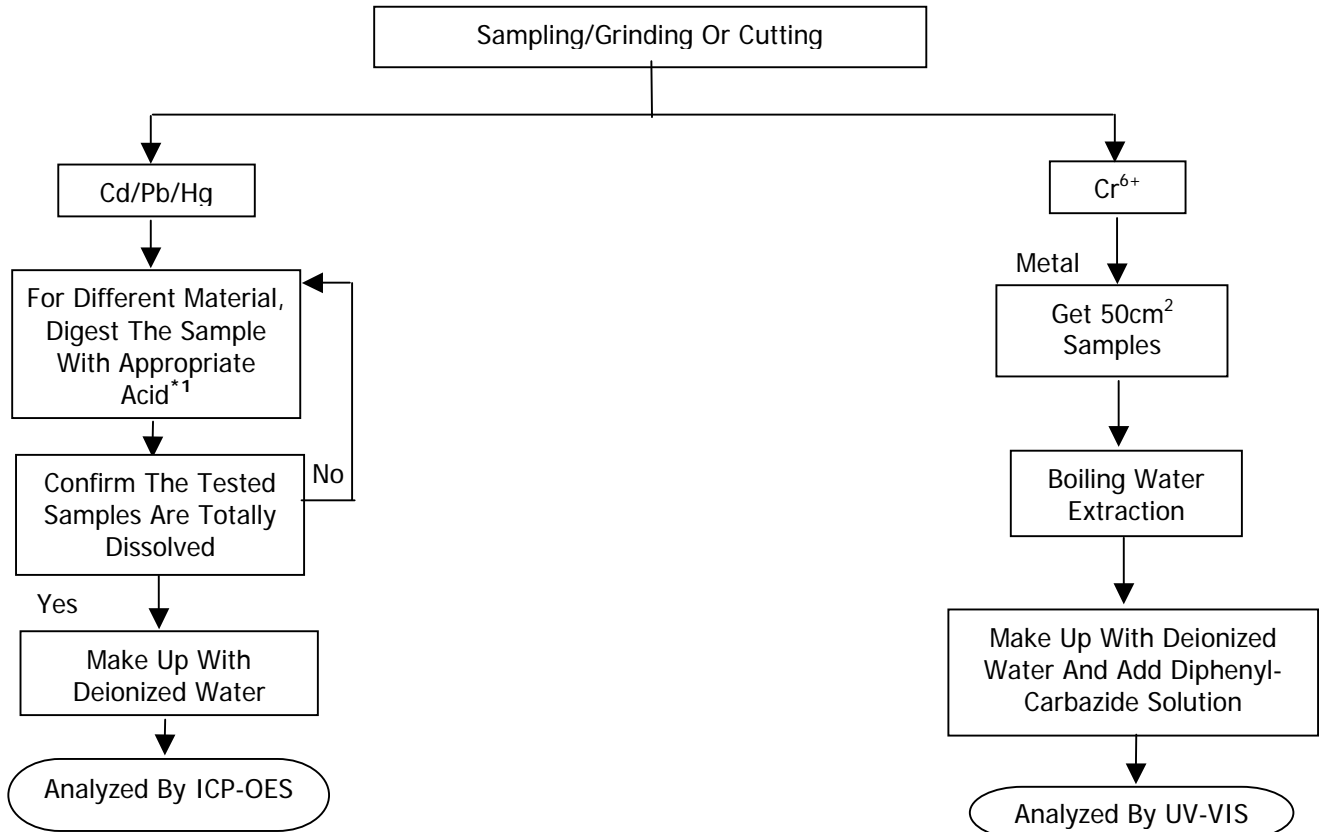 Sampling/Grinding Or Cutting
Cd/Pb/Hg
For Different Material,
Digest The Sample
With Appropriate
Acid*1
No
Confirm The Tested
Samples Are Totally
Dissolved
Yes
Make Up With
Deionized Water
Analyzed By ICP-OES
Cr6+
Metal
Get 50cm2
Samples
Boiling Water
Extraction
Make Up With Deionized
Water And Add Diphenyl-
Carbazide Solution
Analyzed By UV-VIS